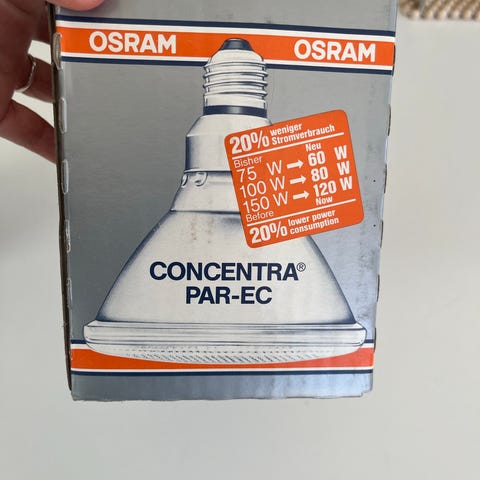 OSRAM OSRAM
20% weniger
Stromverbrauch
Bisher Neu
75 W → 60 W
100 W → 80 W
150 W → 120 W
Before Now
20% lower power
consumption
CONCENTRA®
PAR-EC